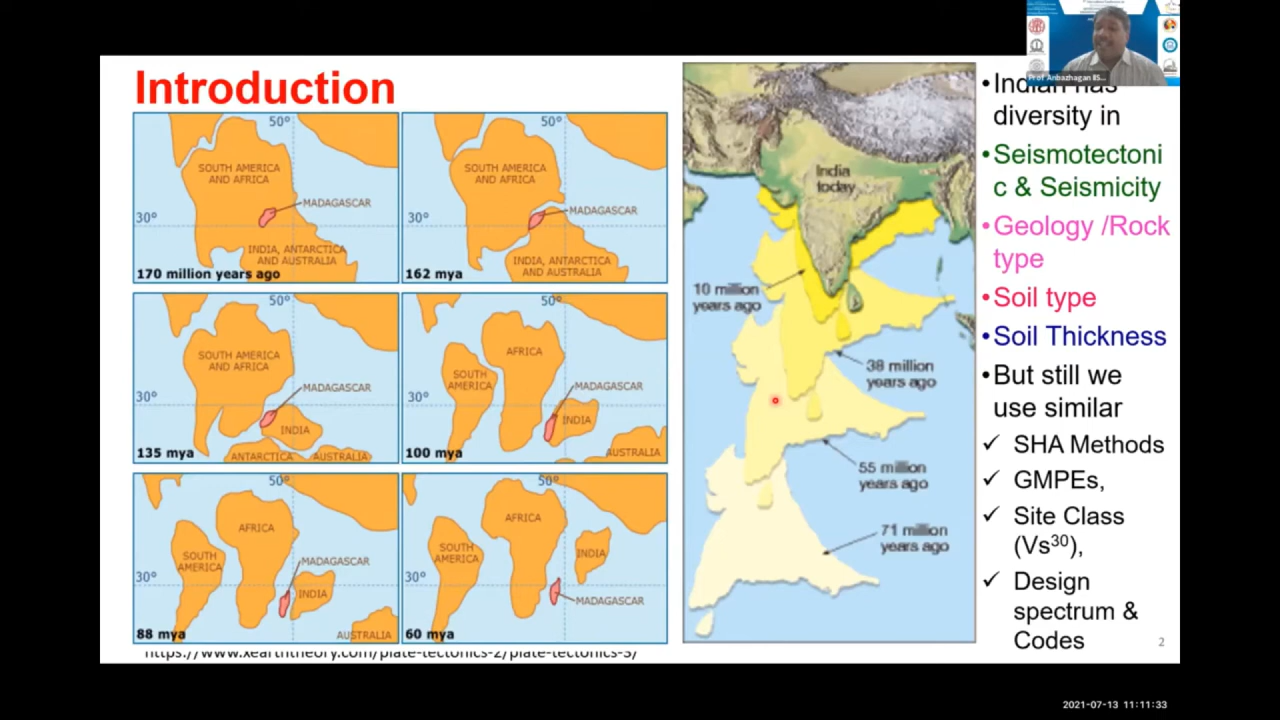 Introduction
50°
SOUTH AMERICA
AND AFRICA
MADAGASCAR
30°
INDIA, ANTARCTICA
AND AUSTRALIA
170 million years ago
50°
SOUTH AMERICA
AND AFRICA
MADAGASCAR
30°
INDIA, ANTARCTICA
AND AUSTRALIA
162 mya
50°
SOUTH AMERICA
AND AFRICA
MADAGASCAR
30°
INDIA
ANTARCTICA
AUSTRALIA
135 mya
50°
AFRICA
SOUTH
AMERICA
MADAGASCAR
30°
INDIA
AUSTRALIA
100 mya
50°
AFRICA
SOUTH
AMERICA
MADAGASCAR
30°
INDIA
AUSTRALIA
88 mya
50°
AFRICA
SOUTH
AMERICA
INDIA
30°
MADAGASCAR
60 mya
https://www.xearththeory.com/plate-tectonics-2/plate-tectonics-3/
India
today
10 million
years ago
38 million
years ago
55 million
years ago
71 million
years ago
Prof Anbazhagan IIS...
•Indian has
diversity in
•Seismotectoni
c & Seismicity
•Geology /Rock
type
•Soil type
•Soil Thickness
•But still we
use similar
✓ SHA Methods
✓ GMPEs,
✓ Site Class
(Vs30),
✓ Design
spectrum &
Codes
2
2021-07-13 11:11:33